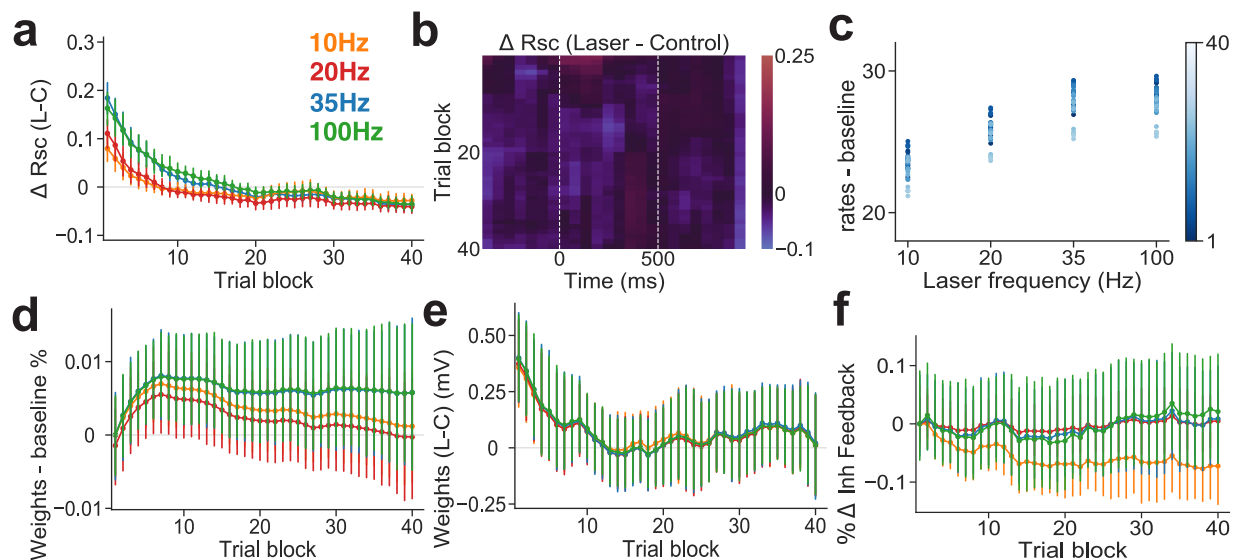 a
0.3
0.2
0.1
0
−0.1
Δ Rsc (L-C)
10Hz
20Hz
35Hz
100Hz
10
20
30
40
Trial block
b
Δ Rsc (Laser - Control)
Trial block
20
40
0
500
Time (ms)
0.25
0
−0.1
c
rates - baseline
30
20
10
20
35
100
Laser frequency (Hz)
40
1
d
Weights - baseline %
0.01
0
−0.01
10
20
30
40
Trial block
e
Weights (L-C) (mV)
0.50
0.25
0
−0.25
10
20
30
40
Trial block
f
% Δ Inh Feedback
0.1
0
−0.1
10
20
30
40
Trial block